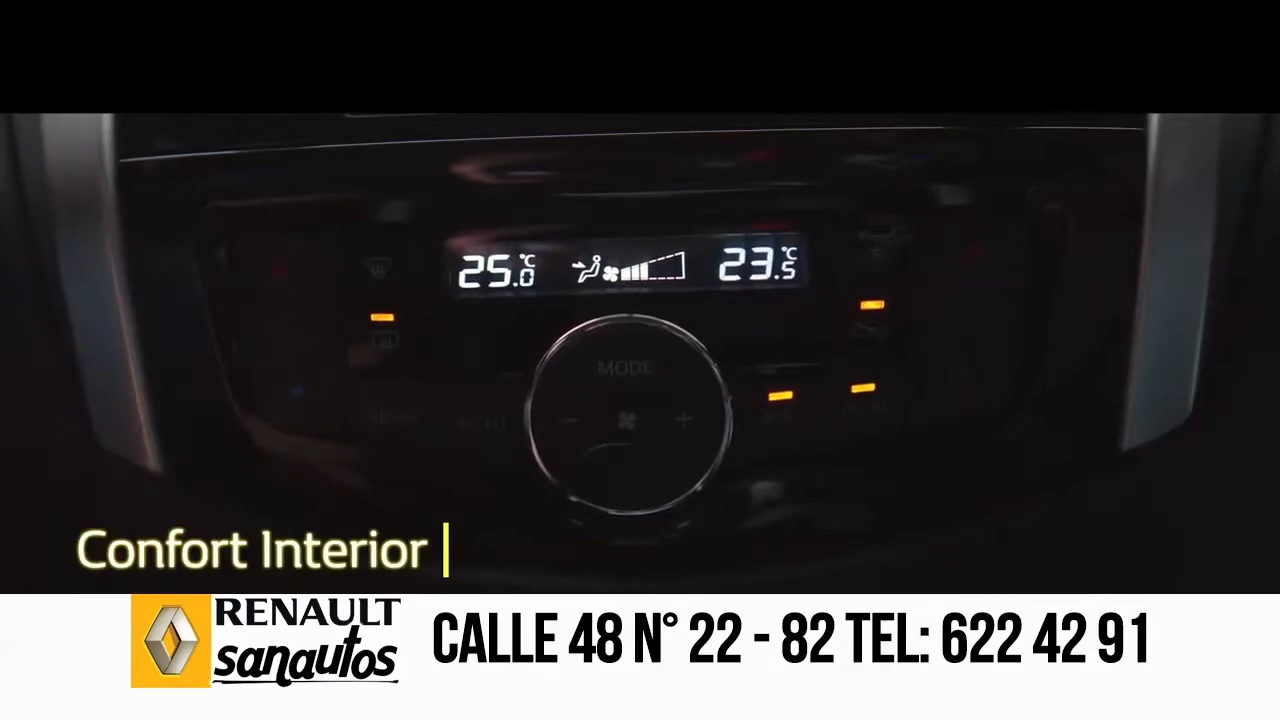 25.0 °C
23.5 °C
MODE
− +
Confort Interior
RENAULT
sanautos
CALLE 48 N° 22 - 82 TEL: 622 42 91